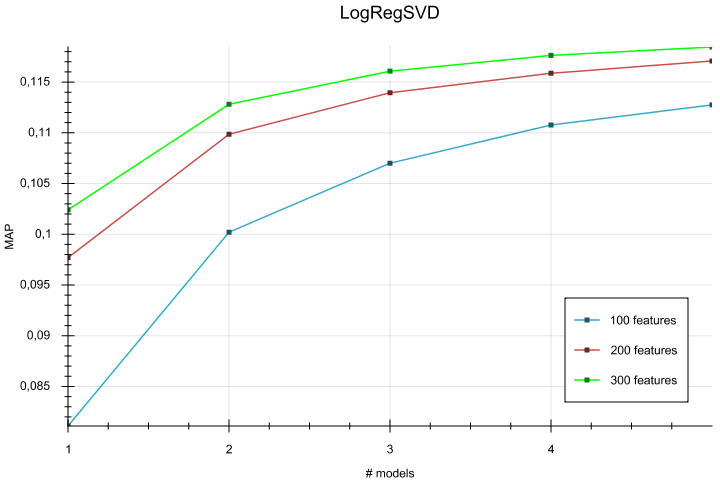 LogRegSVD
MAP
0,115
0,11
0,105
0,1
0,095
0,09
0,085
100 features
200 features
300 features
1 2 3 4
# models